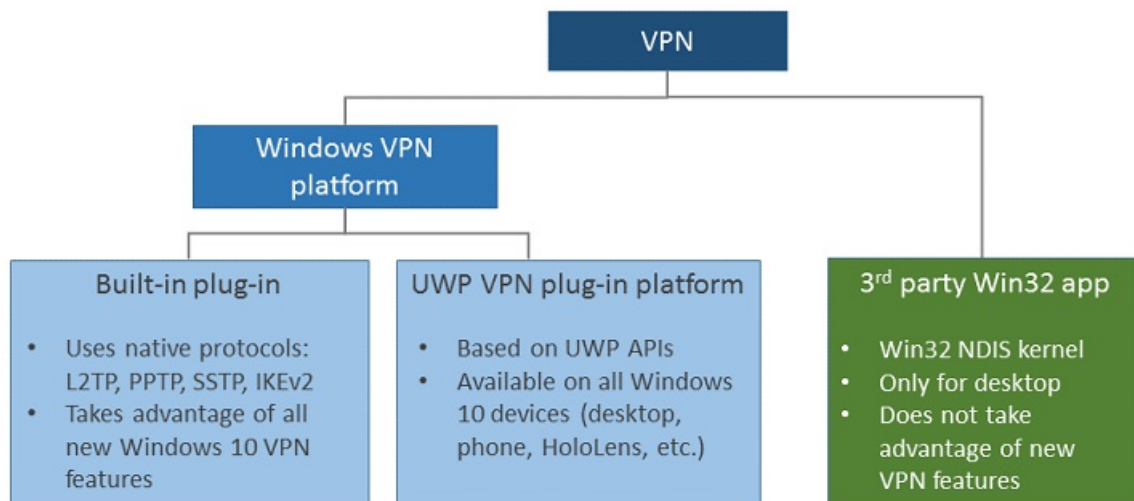 VPN
Windows VPN
platform
Built-in plug-in
• Uses native protocols:
L2TP, PPTP, SSTP, IKEv2
• Takes advantage of all
new Windows 10 VPN
features
UWP VPN plug-in platform
• Based on UWP APIs
• Available on all Windows
10 devices (desktop,
phone, HoloLens, etc.)
3rd party Win32 app
• Win32 NDIS kernel
• Only for desktop
• Does not take
advantage of new
VPN features